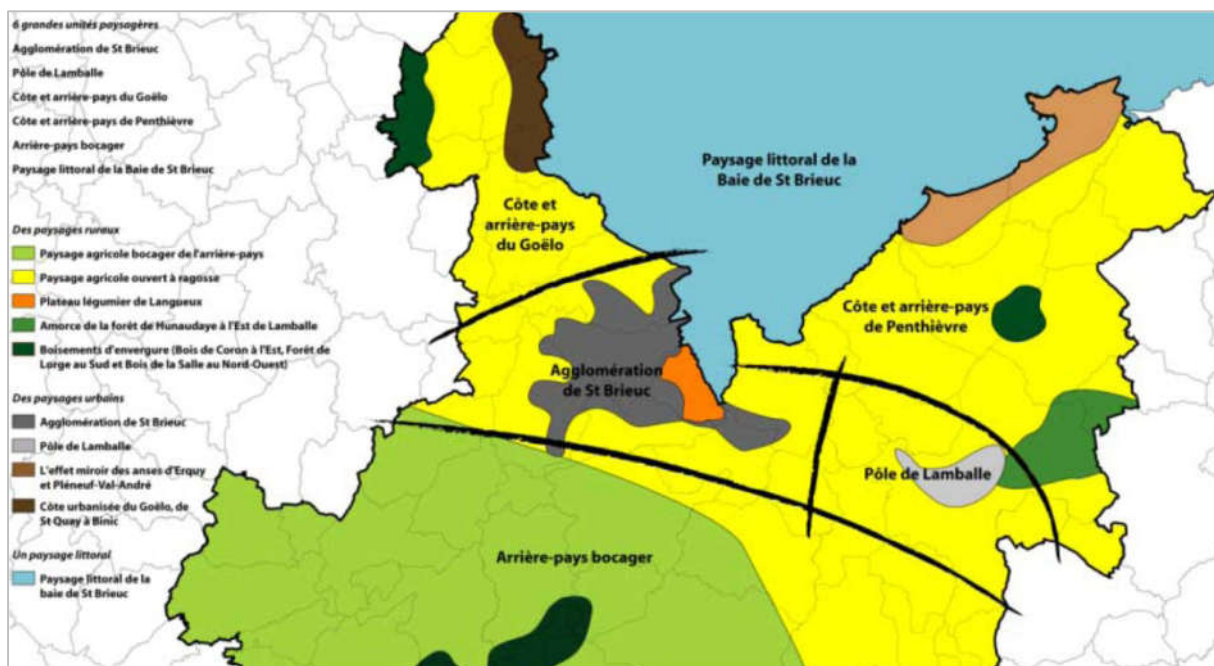 6 grandes unités paysagères
Agglomération de St Brieuc
Pôle de Lamballe
Côte et arrière-pays du Goëlo
Côte et arrière-pays de Penthièvre
Arrière-pays bocager
Paysage littoral de la Baie de St Brieuc
Des paysages ruraux
Paysage agricole bocager de l'arrière-pays
Paysage agricole ouvert à ragosse
Plateau légumier de Langueux
Amorce de la forêt de Hunaudaye à l'Est de Lamballe
Boisements d'envergure (Bois de Coron à l'Est, Forêt de
Lorge au Sud et Bois de la Salle au Nord-Ouest)
Des paysages urbains
Agglomération de St Brieuc
Pôle de Lamballe
L'effet miroir des anses d'Erquy
et Pléneuf-Val-André
Côte urbanisée du Goëlo, de
St Quay à Binic
Un paysage littoral
Paysage littoral de la
baie de St Brieuc
Paysage littoral de la
Baie de St Brieuc
Côte et
arrière-pays
du Goëlo
Côte et arrière-pays
de Penthièvre
Agglomération
de St Brieuc
Pôle de Lamballe
Arrière-pays bocager